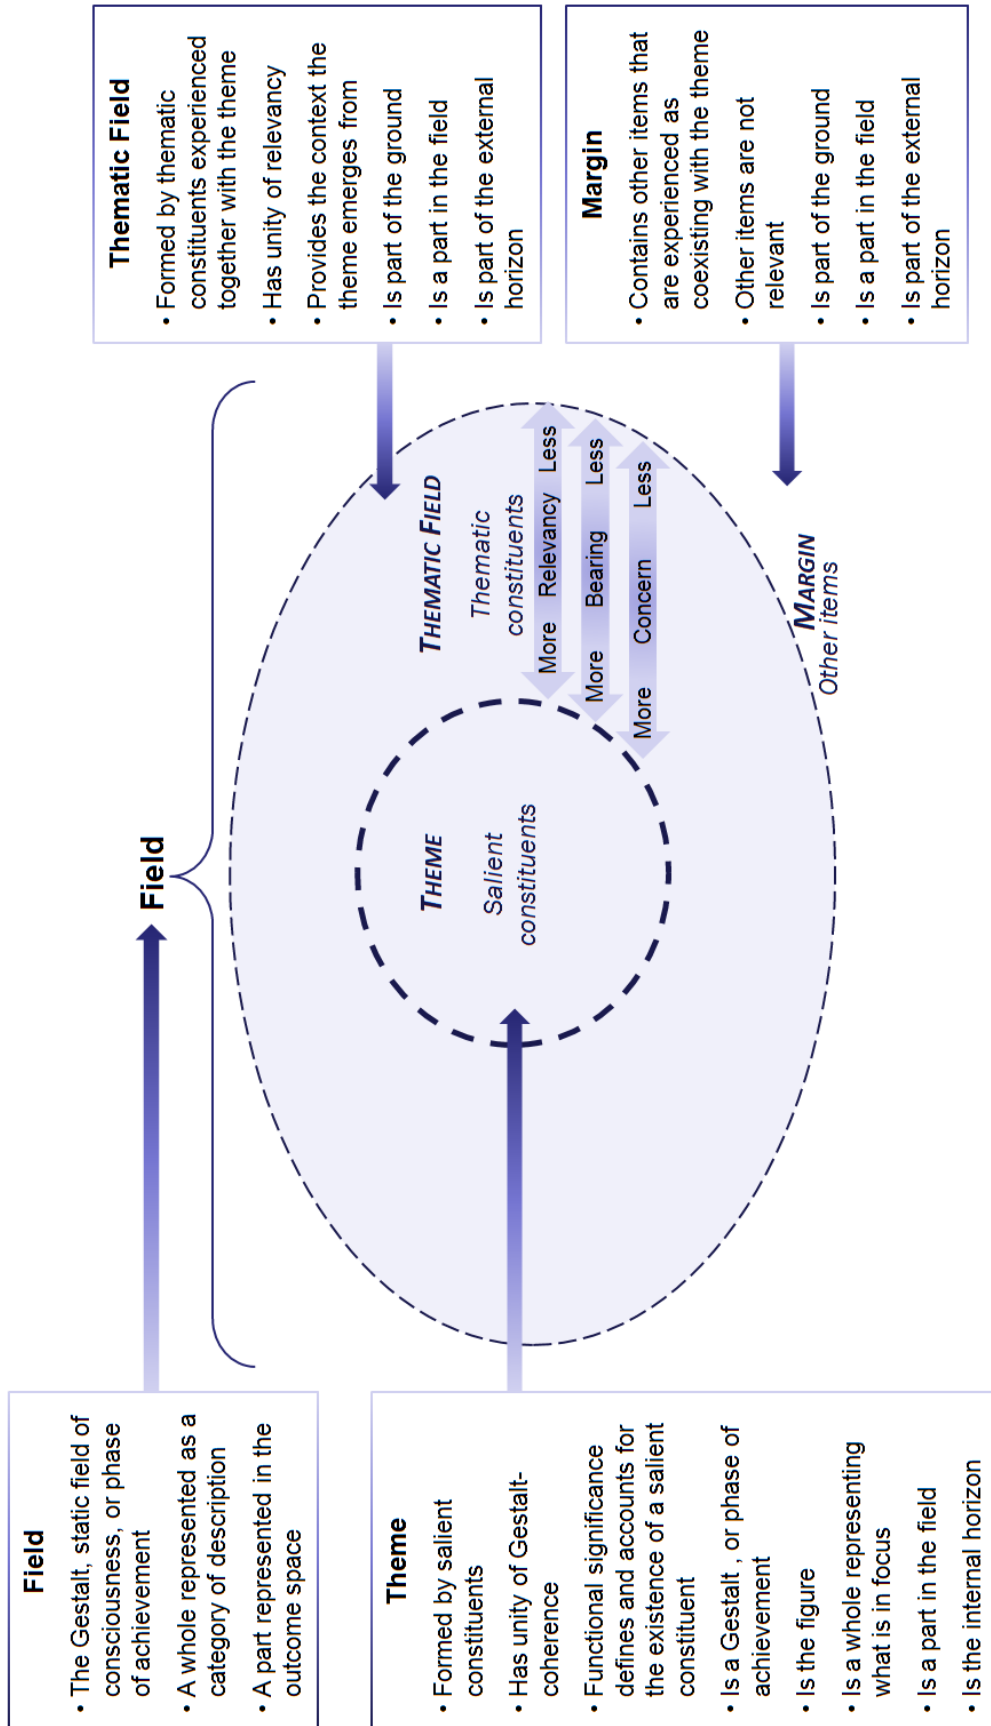 Field
• The Gestalt, static field of
consciousness, or phase
of achievement
• A whole represented as a
category of description
• A part represented in the
outcome space
Theme
• Formed by salient
constituents
• Has unity of Gestalt-
coherence
• Functional significance
defines and accounts for
the existence of a salient
constituent
• Is a Gestalt , or phase of
achievement
• Is the figure
• Is a whole representing
what is in focus
• Is a part in the field
• Is the internal horizon
Field
THEME
Salient
constituents
THEMATIC FIELD
Thematic
constituents
More Relevancy Less
More Bearing Less
More Concern Less
MARGIN
Other items
Thematic Field
• Formed by thematic
constituents experienced
together with the theme
• Has unity of relevancy
• Provides the context the
theme emerges from
• Is part of the ground
• Is a part in the field
• Is part of the external
horizon
Margin
• Contains other items that
are experienced as
coexisting with the theme
• Other items are not
relevant
• Is part of the ground
• Is a part in the field
• Is part of the external
horizon